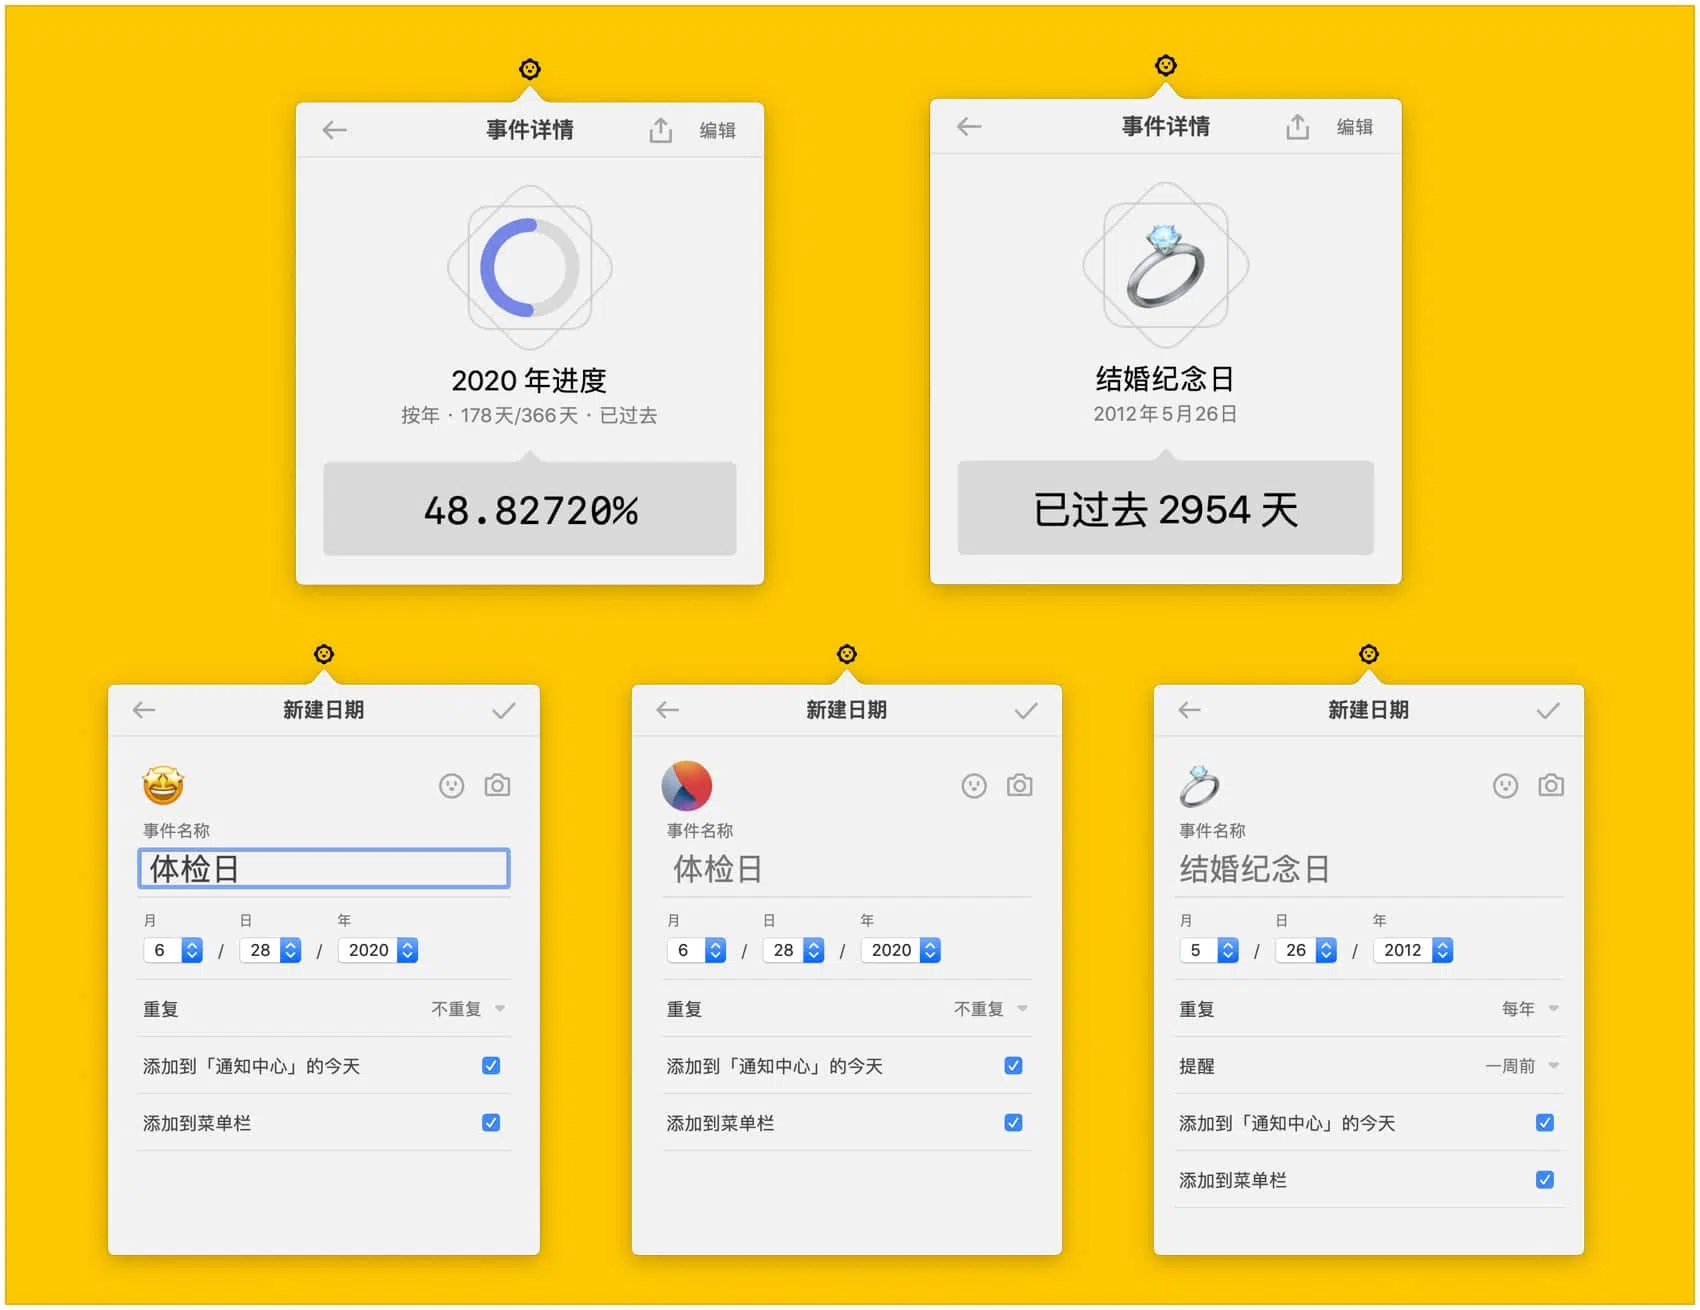 事件详情 编辑
2020 年进度
按年 · 178 天/366 天 · 已过去
48.82720%
事件详情 编辑
结婚纪念日
2012 年 5 月 26 日
已过去 2954 天
新建日期
事件名称
体检日
月 日 年
6 / 28 / 2020
重复 不重复
添加到「通知中心」的今天
添加到菜单栏
新建日期
事件名称
体检日
月 日 年
6 / 28 / 2020
重复 不重复
添加到「通知中心」的今天
添加到菜单栏
新建日期
事件名称
结婚纪念日
月 日 年
5 / 26 / 2012
重复 每年
提醒 一周前
添加到「通知中心」的今天
添加到菜单栏